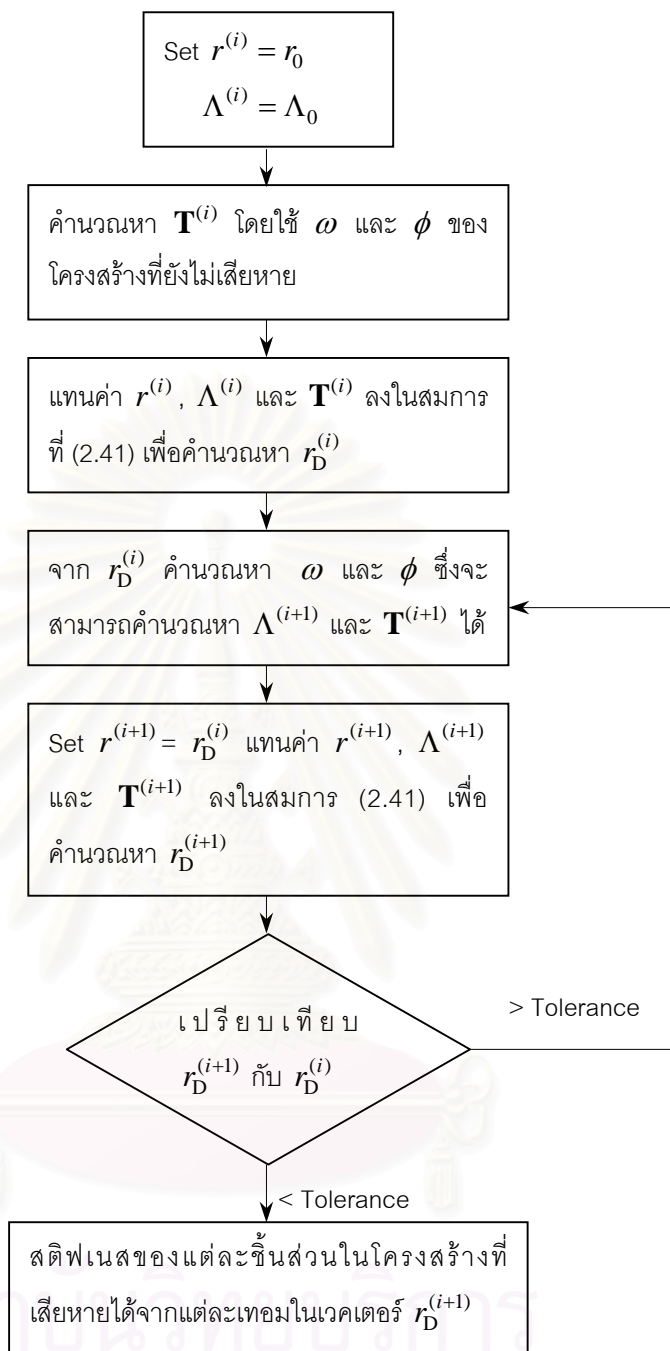 Set r^{(i)} = r_0
Λ^{(i)} = Λ_0
คำนวณหา T^{(i)} โดยใช้ ω และ ϕ ของ
โครงสร้างที่ยังไม่เสียหาย
แทนค่า r^{(i)}, Λ^{(i)} และ T^{(i)} ลงในสมการ
ที่ (2.41) เพื่อคำนวณหา r_D^{(i)}
จาก r_D^{(i)} คำนวณหา ω และ ϕ ซึ่งจะ
สามารถคำนวณหา Λ^{(i+1)} และ T^{(i+1)} ได้
Set r^{(i+1)} = r_D^{(i)} แทนค่า r^{(i+1)}, Λ^{(i+1)}
และ T^{(i+1)} ลงในสมการ (2.41) เพื่อ
คำนวณหา r_D^{(i+1)}
เปรียบเทียบ
r_D^{(i+1)} กับ r_D^{(i)}
> Tolerance
< Tolerance
สติฟเนสของแต่ละชิ้นส่วนในโครงสร้างที่
เสียหายได้จากแต่ละเทอมในเวคเตอร์ r_D^{(i+1)}